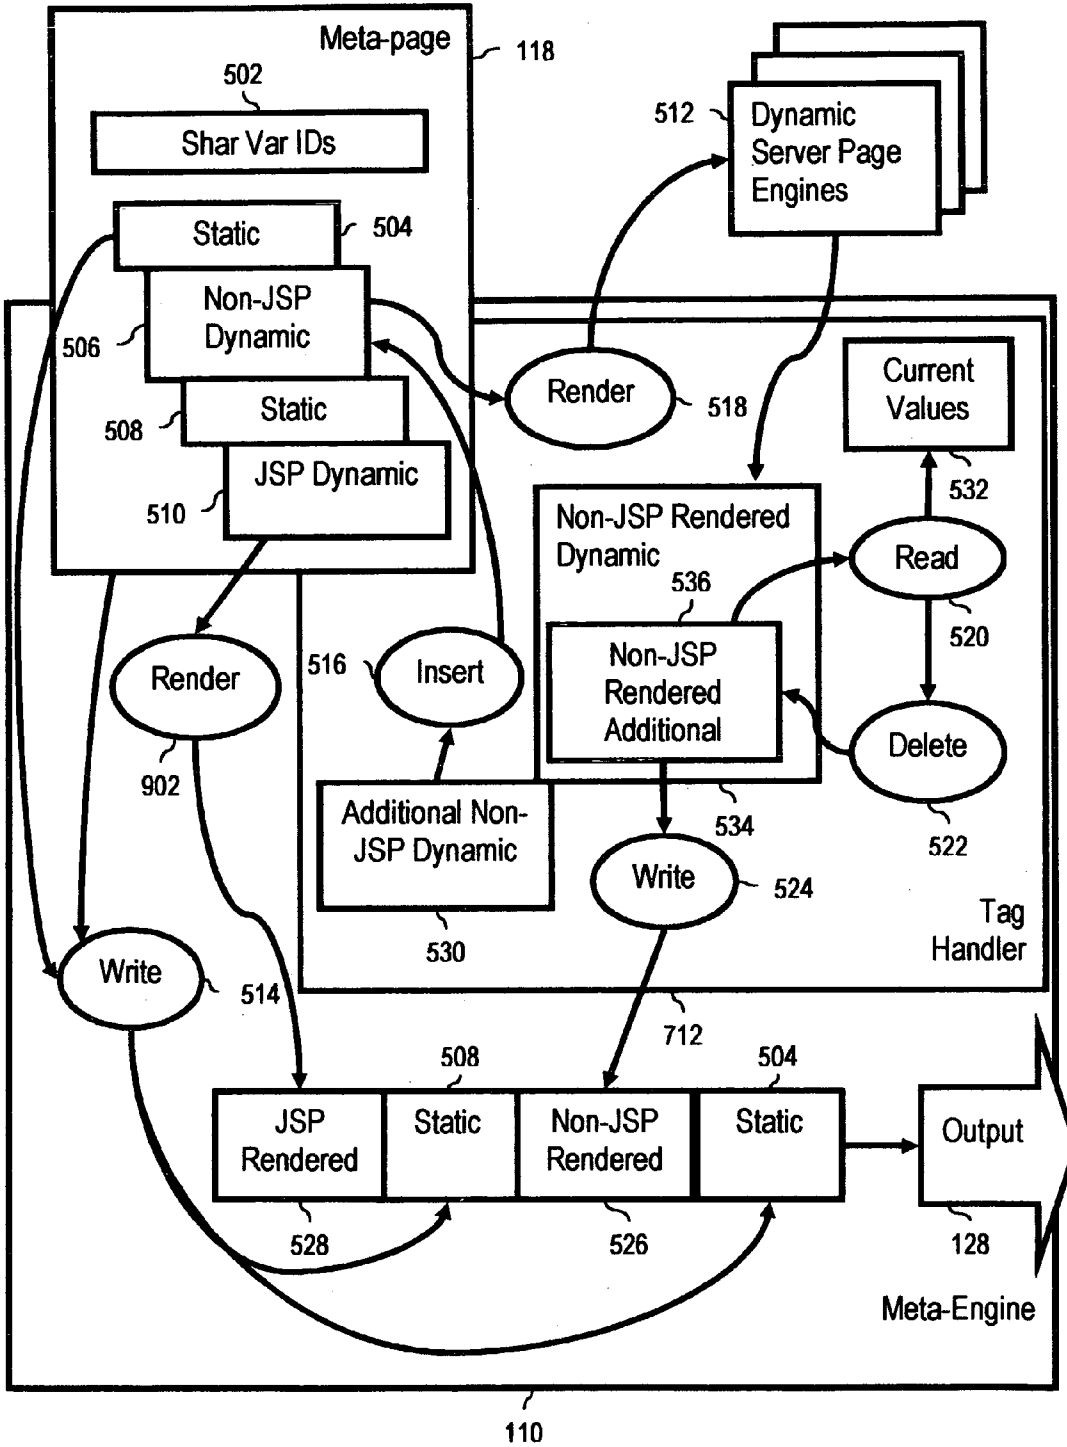 Meta-page
118
502
Shar Var IDs
512
Dynamic
Server Page
Engines
Static
504
Non-JSP
Dynamic
506
Static
508
JSP Dynamic
510
Render
518
Current
Values
532
Non-JSP Rendered
Dynamic
Read
520
536
Non-JSP
Rendered
Additional
Render
902
516
Insert
Delete
522
534
Additional Non-
JSP Dynamic
530
Write
524
Tag
Handler
712
Write
514
508
504
JSP
Rendered
Static
Non-JSP
Rendered
Static
Output
528
526
128
Meta-Engine
110